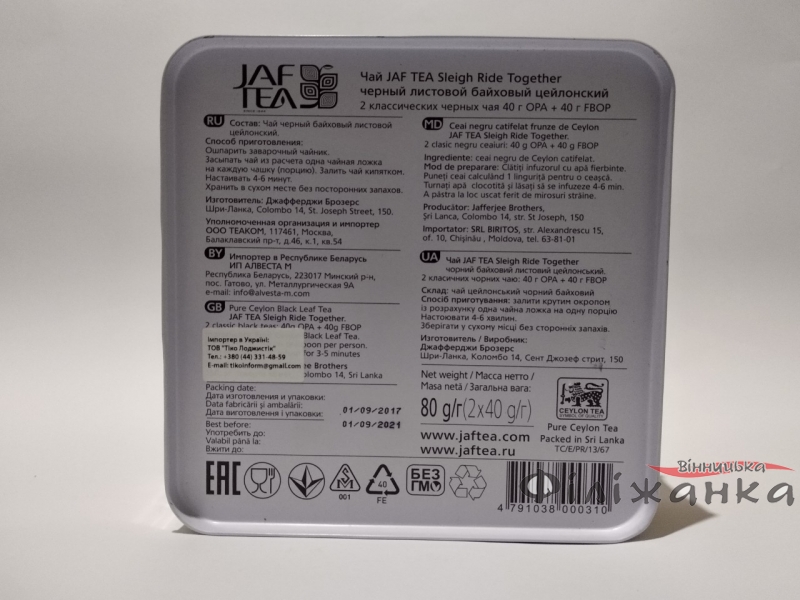 JAF
TEA
Чай JAF TEA Sleigh Ride Together
черный листовой байховый цейлонский
2 классических черных чая 40 г OPA + 40 г FBOP
RU Состав: Чай черный байховый листовой
цейлонский.
Способ приготовления:
Ошпарить заварочный чайник.
Засыпать чай из расчета одна чайная ложка
на каждую чашку (порцию). Залить чай кипятком.
Настаивать 4-6 минут.
Хранить в сухом месте без посторонних запахов.
Изготовитель: Джафферджи Брозерс
Шри-Ланка, Colombo 14, St. Joseph Street, 150.
Уполномоченная организация и импортер
ООО ТЕАКОМ, 117461, Москва,
Балаклавский пр-т, д.46, к.1, кв.54
BY Импортер в Республике Беларусь
ИП АЛВЕСТА М
Республика Беларусь, 223017 Минский р-н,
пос. Гатово, ул. Металлургическая 9А
e-mail: info@alvesta-m.com
GB Pure Ceylon Black Leaf Tea
JAF TEA Sleigh Ride Together.
2 classic black teas: 40g OPA + 40g FBOP
Black Leaf Tea.
spoon per person.
for 3-5 minutes
Brothers
Colombo 14, Sri Lanka
Імпортер в Україні:
ТОВ "Тіко Лоджистік"
Тел.: +380 (44) 331-48-59
E-mail: tikoinform@gmail.com
Packing date:
Дата изготовления и упаковки:
Data fabricării și ambalării:
Дата виготовлення і упаковки:
01/09/2017
Best before:
Употребить до:
Valabil până la:
Вжити до:
01/09/2021
MD Ceai negru catifelat frunze de Ceylon
JAF TEA Sleigh Ride Together.
2 clasic negru cealuri: 40 g OPA + 40 g FBOP
Ingrediente: ceai negru de Ceylon catifelat.
Mod de preparare: Clătiți infuzorul cu apă fierbinte.
Puneți ceai calculând 1 linguriță pentru o ceașcă.
Turnați apă clocotită și lăsați să se infuzeze 4-6 min.
A păstra la loc uscat ferit de mirosuri străine.
Producător: Jafferjee Brothers,
Șri Lanca, Colombo 14, str. St Joseph, 150
Importator: SRL BIRITOS, str. Alexandrescu 15,
of. 10, Chișinău , Moldova, tel. 63-81-01
UA Чай JAF TEA Sleigh Ride Together
чорний байховий листовий цейлонський.
2 класичних чорних чаю: 40 г OPA + 40 г FBOP
Склад: чай цейлонський чорний байховий
Спосіб приготування: залити крутим окропом
із розрахунку одна чайна ложка на одну порцію
Настоювати 4-6 хвилин.
Зберігати у сухому місці без сторонніх запахів.
Изготовитель / Виробник:
Джафферджи Брозерс
Шри-Ланка, Коломбо 14, Сент Джозеф стрит, 150
Net weight / Масса нетто /
Masa netă / Загальна вага:
80 g/г(2x40 g/г)
www.jaftea.com
www.jaftea.ru
CEYLON TEA
SYMBOL OF QUALITY
Pure Ceylon Tea
Packed in Sri Lanka
TC/E/PR/13/67
EAC
001
40
FE
БЕЗ
ГМО
4 791038 000310
Вінницька
Філіжанка